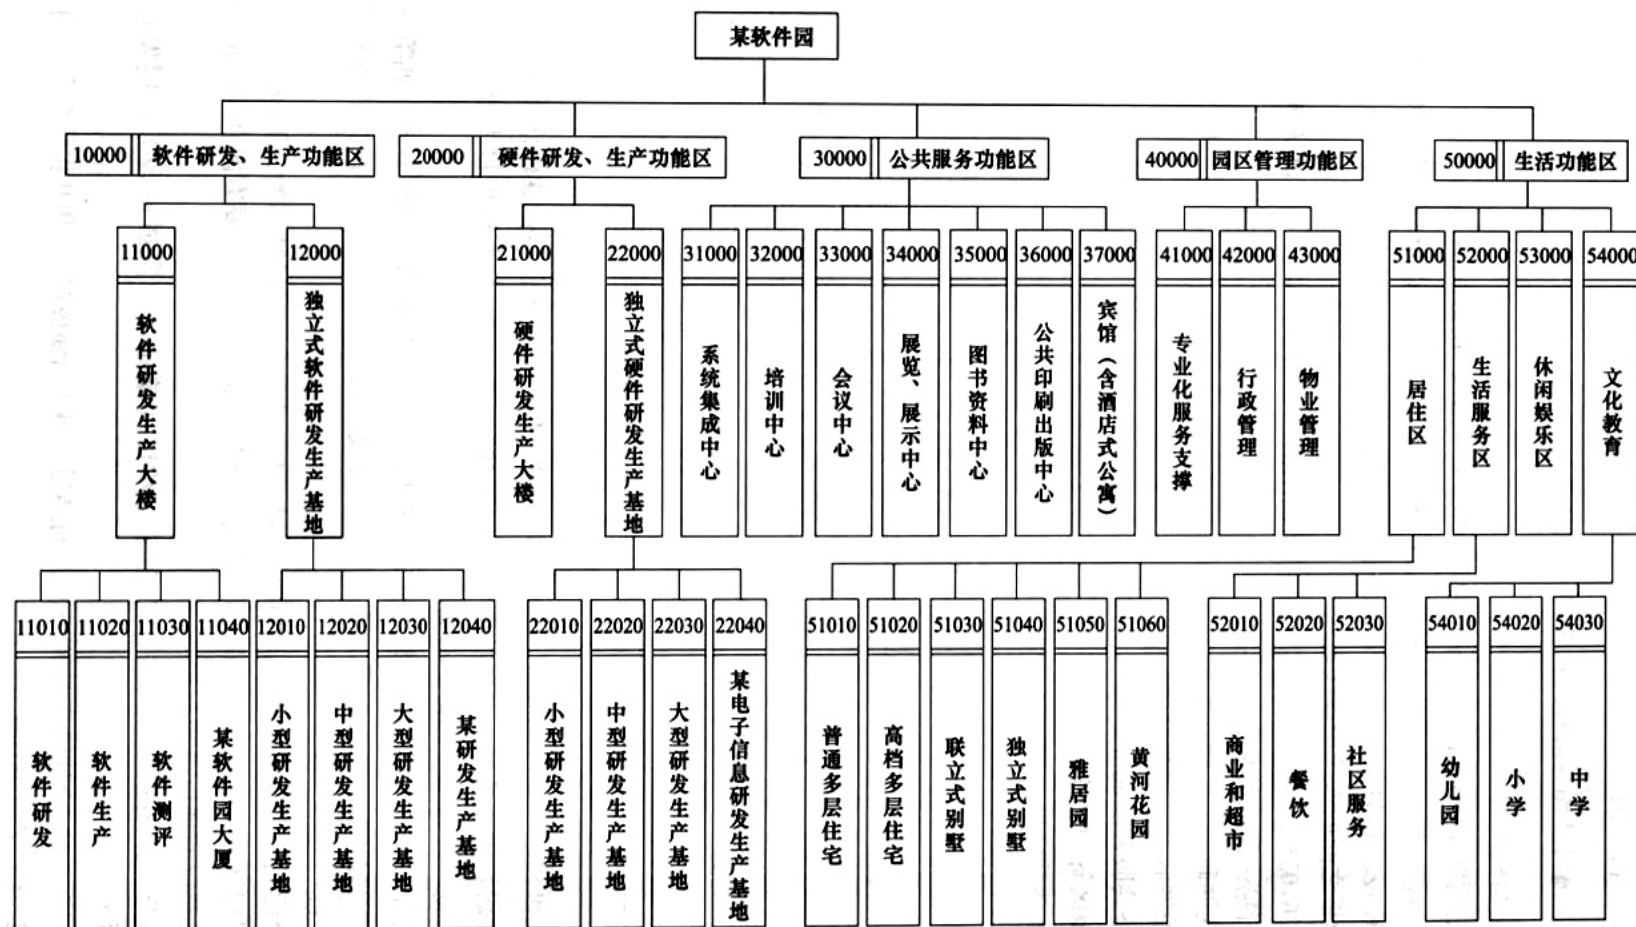 某软件园
10000 软件研发、生产功能区
20000 硬件研发、生产功能区
30000 公共服务功能区
40000 园区管理功能区
50000 生活功能区
11000 软件研发生产大楼
12000 独立式软件研发生产基地
21000 硬件研发生产大楼
22000 独立式硬件研发生产基地
31000 系统集成中心
32000 培训中心
33000 会议中心
34000 展览、展示中心
35000 图书资料中心
36000 公共印刷出版中心
37000 宾馆（含酒店式公寓）
41000 专业化服务支撑
42000 行政管理
43000 物业管理
51000 居住区
52000 生活服务区
53000 休闲娱乐区
54000 文化教育
11010 软件研发
11020 软件生产
11030 软件测评
11040 某软件园大厦
12010 小型研发生产基地
12020 中型研发生产基地
12030 大型研发生产基地
12040 某研发生产基地
22010 小型研发生产基地
22020 中型研发生产基地
22030 大型研发生产基地
22040 某电子信息研发生产基地
51010 普通多层住宅
51020 高档多层住宅
51030 联立式别墅
51040 独立式别墅
51050 雅居园
51060 黄河花园
52010 商业和超市
52020 餐饮
52030 社区服务
54010 幼儿园
54020 小学
54030 中学